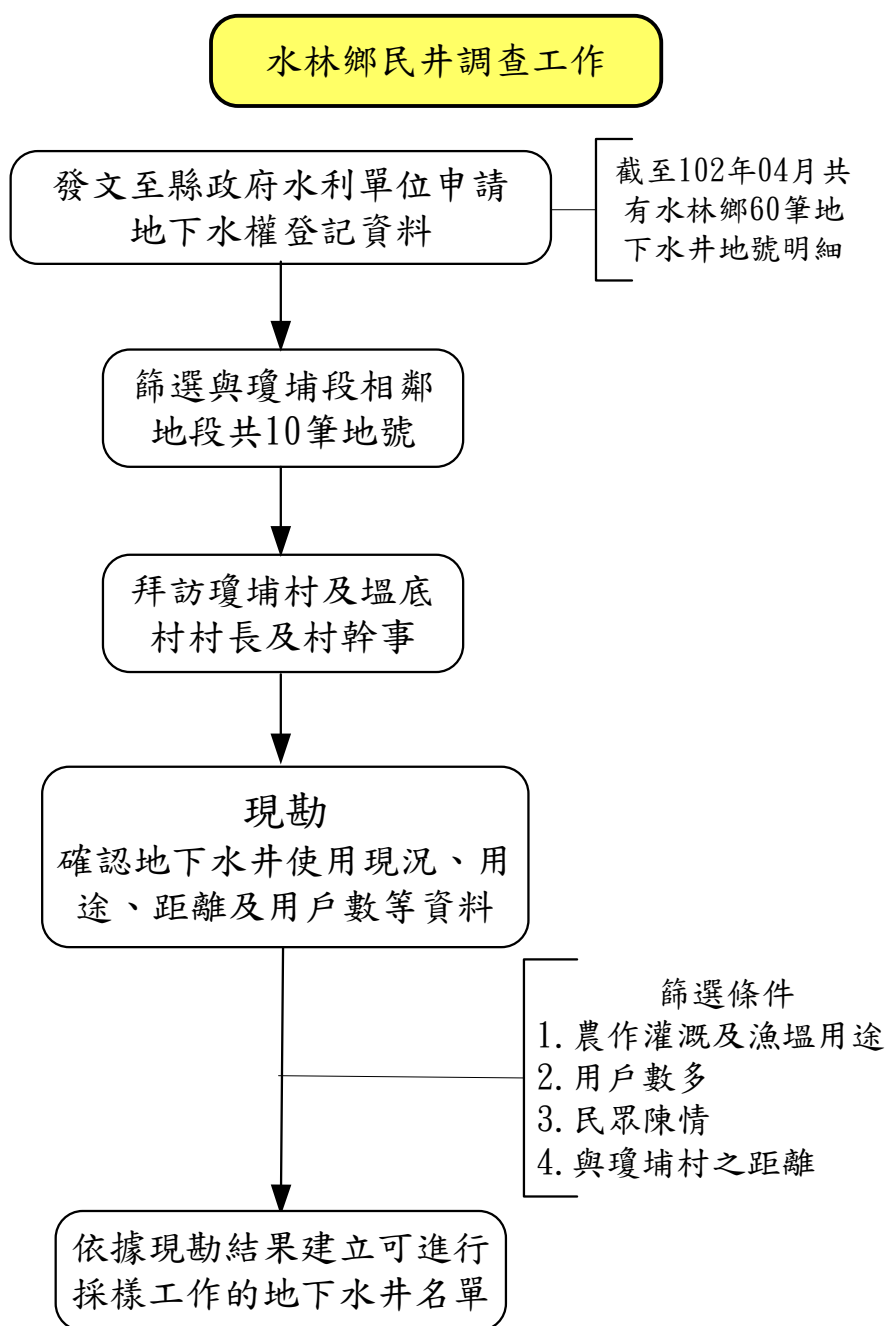 水林鄉民井調查工作
發文至縣政府水利單位申請
地下水權登記資料
截至102年04月共
有水林鄉60筆地
下水井地號明細
篩選與瓊埔段相鄰
地段共10筆地號
拜訪瓊埔村及塭底
村村長及村幹事
現勘
確認地下水井使用現況、用
途、距離及用戶數等資料
篩選條件
1. 農作灌溉及漁塭用途
2. 用戶數多
3. 民眾陳情
4. 與瓊埔村之距離
依據現勘結果建立可進行
採樣工作的地下水井名單